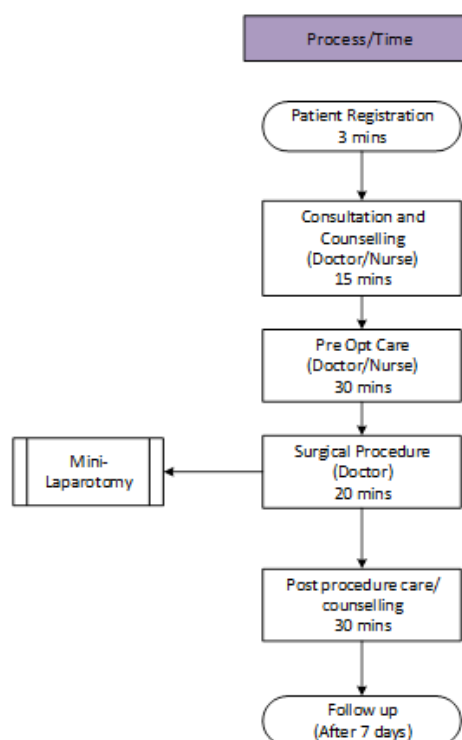 Process/Time
Patient Registration
3 mins
Consultation and
Counselling
(Doctor/Nurse)
15 mins
Pre Opt Care
(Doctor/Nurse)
30 mins
Mini-
Laparotomy
Surgical Procedure
(Doctor)
20 mins
Post procedure care/
counselling
30 mins
Follow up
(After 7 days)